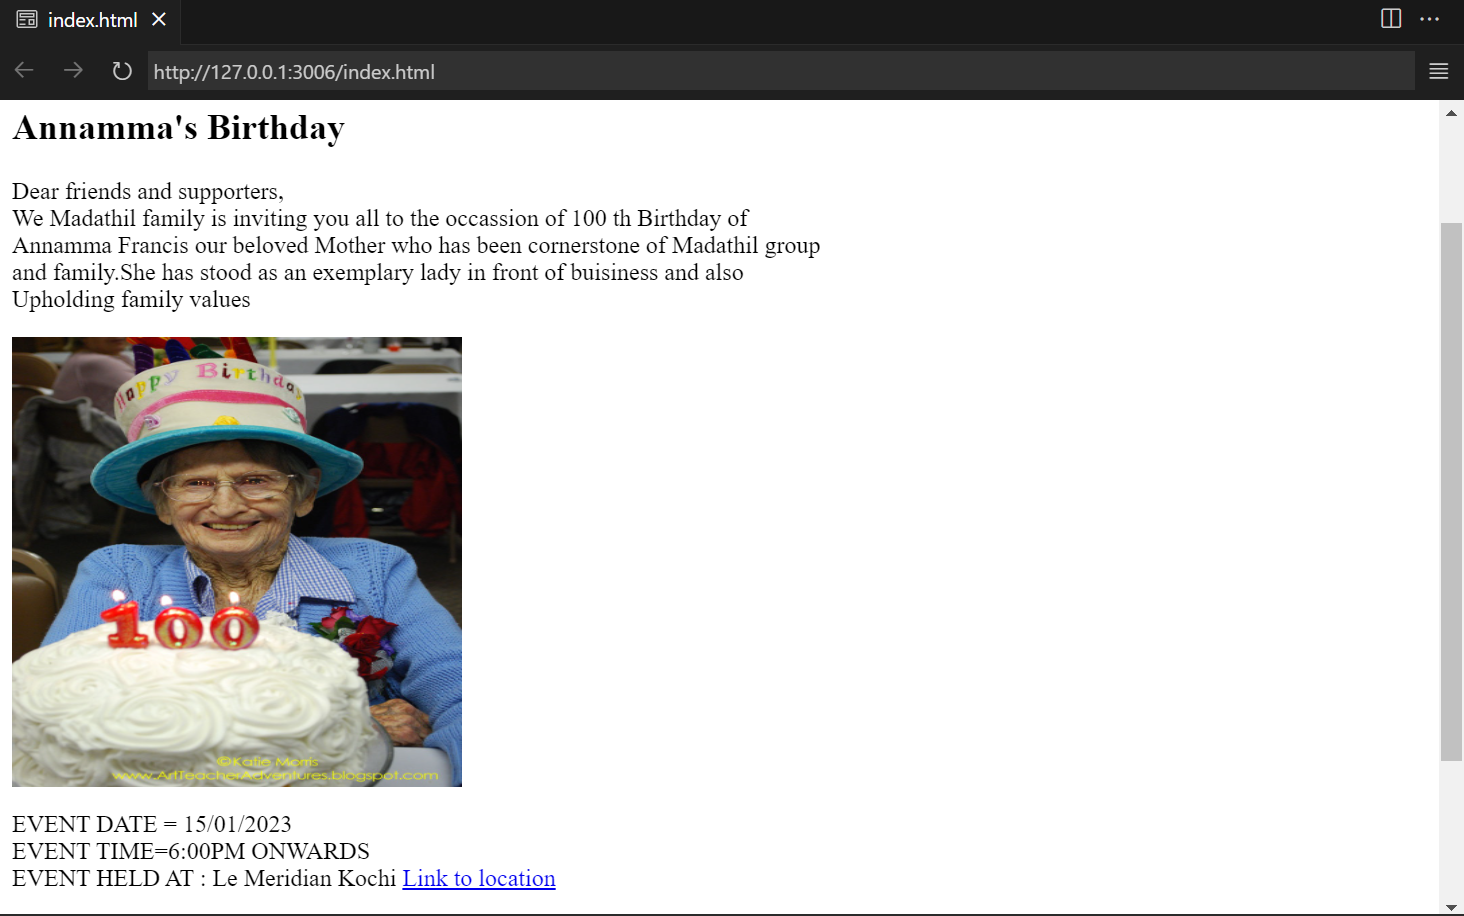 index.html
http://127.0.0.1:3006/index.html
Annamma's Birthday
Dear friends and supporters,
We Madathil family is inviting you all to the occassion of 100 th Birthday of
Annamma Francis our beloved Mother who has been cornerstone of Madathil group
and family.She has stood as an exemplary lady in front of buisiness and also
Upholding family values
Happy Birthday
100
©Katie Morris
www.ArtTeacherAdventures.blogspot.com
EVENT DATE = 15/01/2023
EVENT TIME=6:00PM ONWARDS
EVENT HELD AT : Le Meridian Kochi Link to location